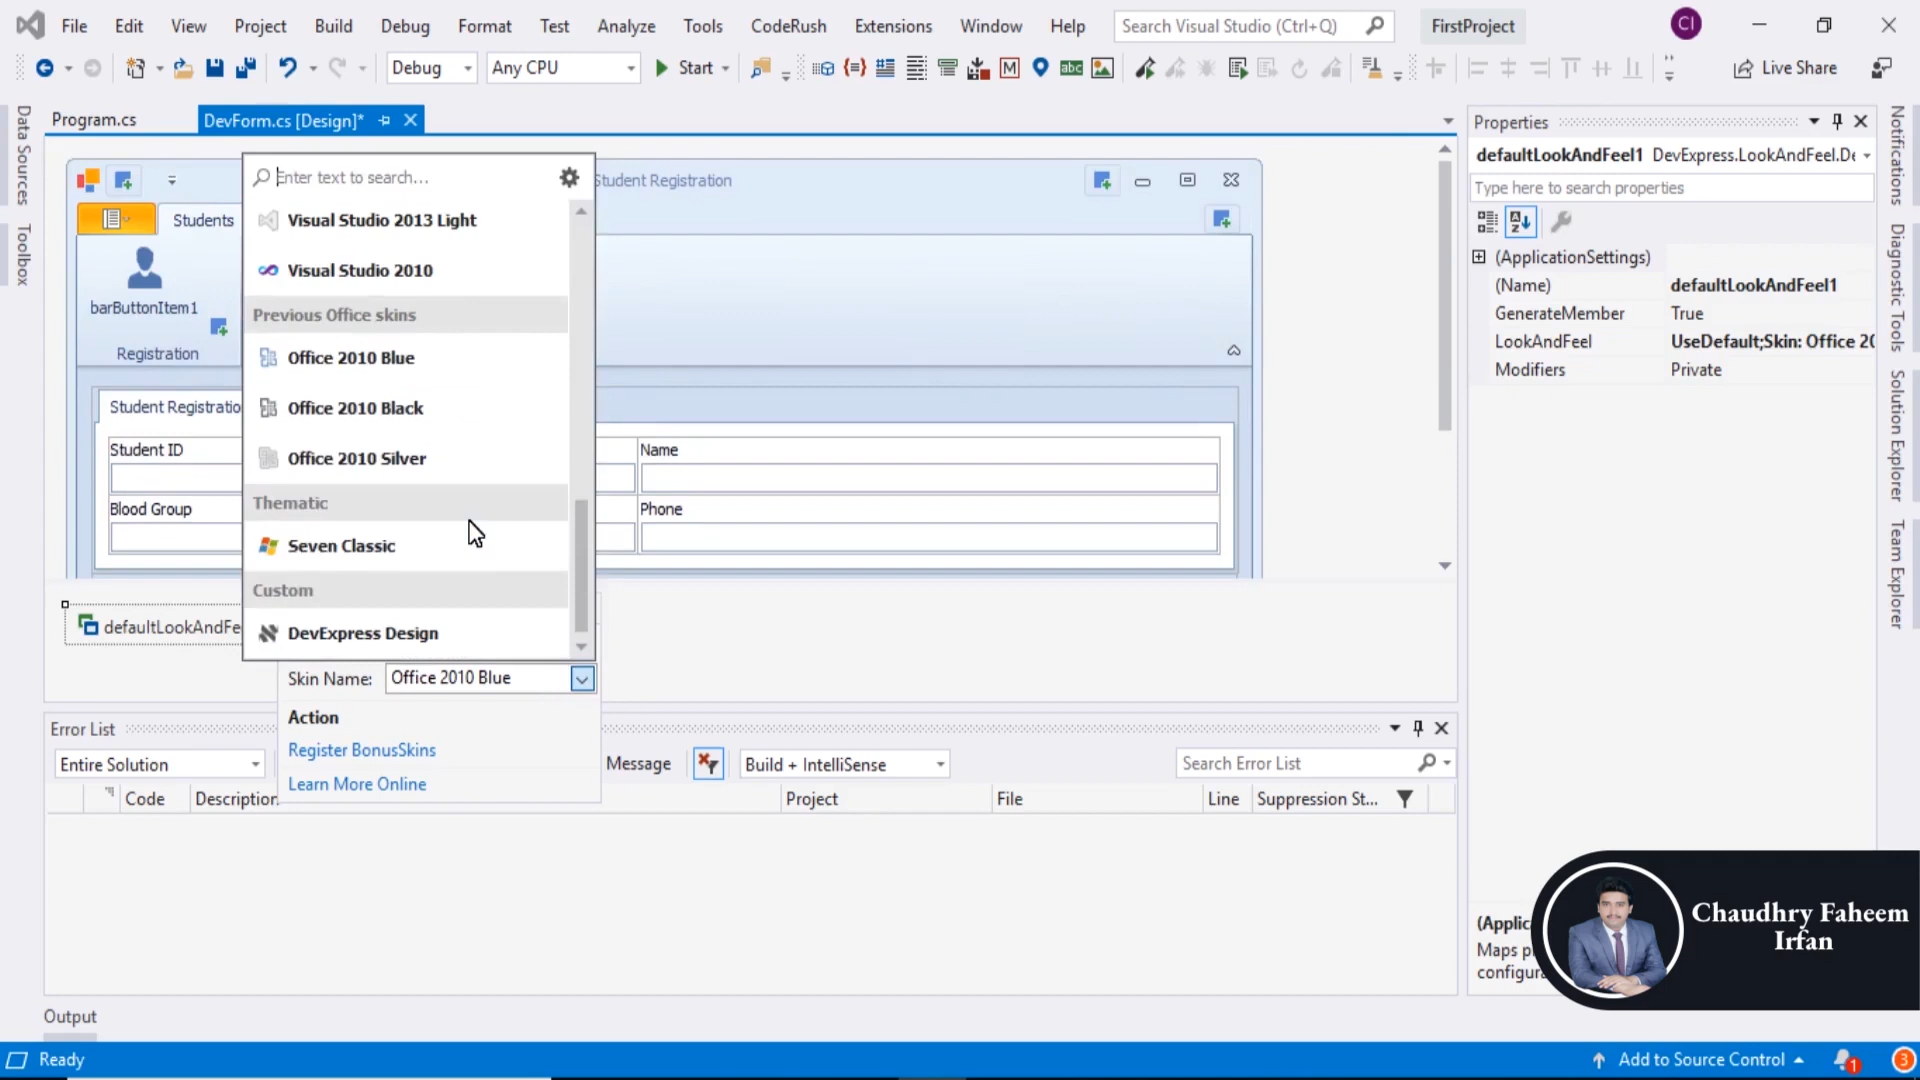 File Edit View Project Build Debug Format Test Analyze Tools CodeRush Extensions Window Help Search Visual Studio (Ctrl+Q) FirstProject CI
Debug Any CPU Start M abc Live Share
Data Sources
Toolbox
Program.cs DevForm.cs [Design]*
Student Registration
Students
barButtonItem1
Registration
Student Registratio
Student ID
Name
Blood Group
Phone
Enter text to search...
Visual Studio 2013 Light
Visual Studio 2010
Previous Office skins
Office 2010 Blue
Office 2010 Black
Office 2010 Silver
Thematic
Seven Classic
Custom
DevExpress Design
defaultLookAndFe
Skin Name: Office 2010 Blue
Action
Register BonusSkins
Learn More Online
Error List
Entire Solution Message Build + IntelliSense Search Error List
Code Description Project File Line Suppression St...
Output
Ready
Add to Source Control 1 3
Properties
defaultLookAndFeel1 DevExpress.LookAndFeel.De
Type here to search properties
(ApplicationSettings)
(Name) defaultLookAndFeel1
GenerateMember True
LookAndFeel UseDefault;Skin: Office 20
Modifiers Private
(Applic
Maps p
configur
Notifications
Diagnostic Tools
Solution Explorer
Team Explorer
Chaudhry Faheem
Irfan